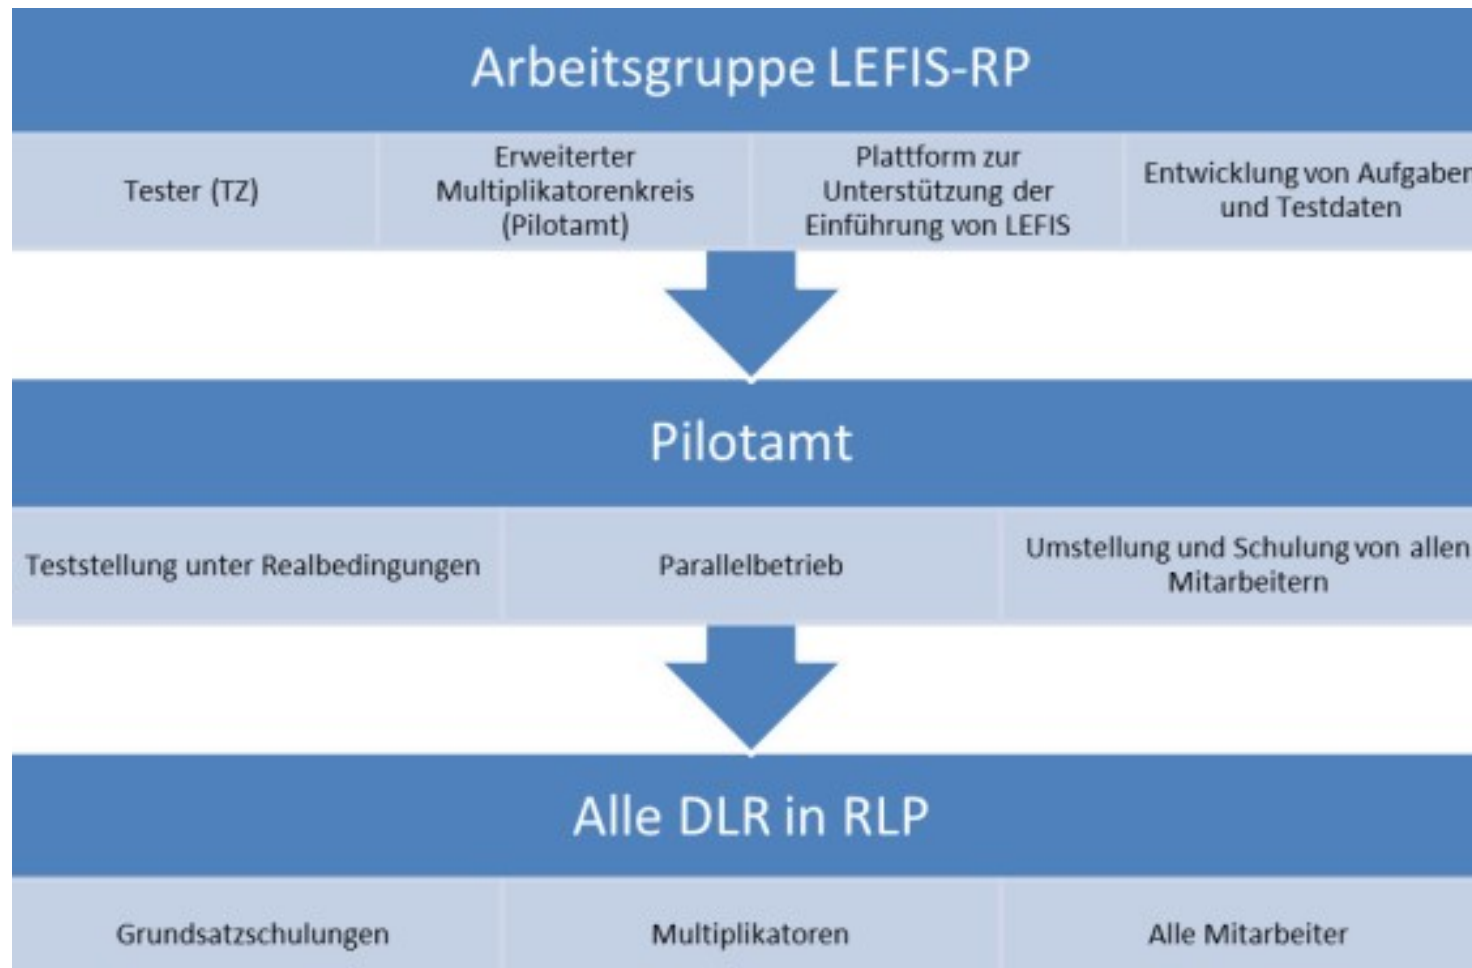 Arbeitsgruppe LEFIS-RP
Tester (TZ)
Erweiterter
Multiplikatorenkreis
(Pilotamt)
Plattform zur
Unterstützung der
Einführung von LEFIS
Entwicklung von Aufgaben
und Testdaten
Pilotamt
Teststellung unter Realbedingungen
Parallelbetrieb
Umstellung und Schulung von allen
Mitarbeitern
Alle DLR in RLP
Grundsatzschulungen
Multiplikatoren
Alle Mitarbeiter